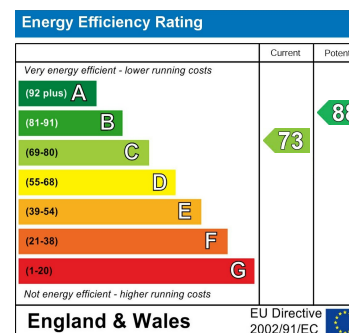 Energy Efficiency Rating
Current
Very energy efficient - lower running costs
(92 plus) A
(81-91) B
88
(69-80) C
73
(55-68) D
(39-54) E
(21-38) F
(1-20) G
Not energy efficient - higher running costs
England & Wales
EU Directive
2002/91/EC